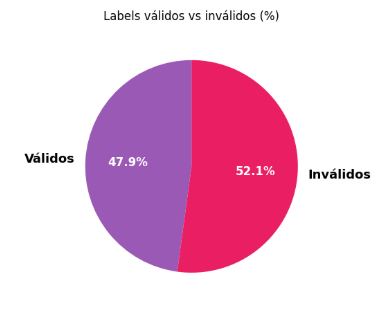 Labels válidos vs inválidos (%)
Válidos
47.9%
52.1%
Inválidos